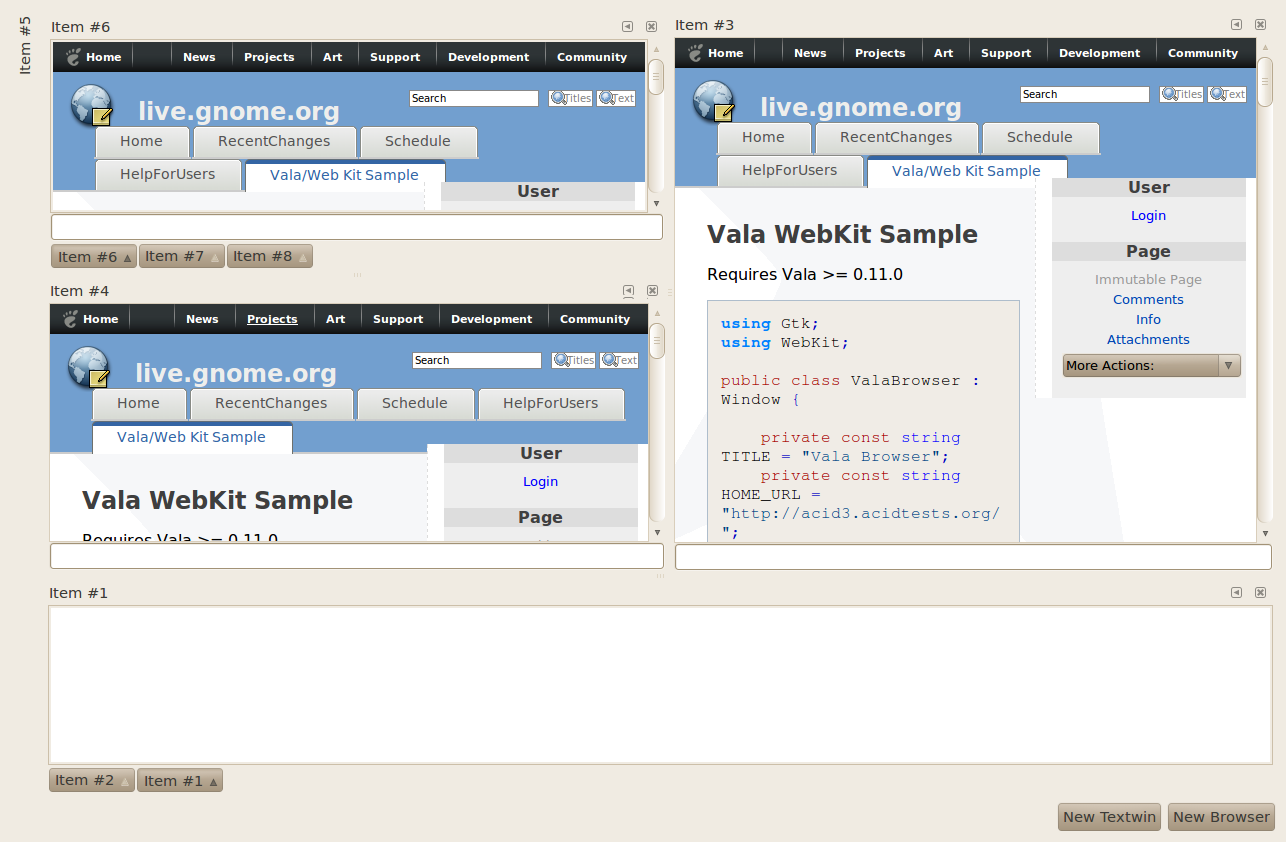 Item #5
Item #6
Home News Projects Art Support Development Community
live.gnome.org
Search Titles Text
Home RecentChanges Schedule
HelpForUsers Vala/Web Kit Sample
User
Item #6 Item #7 Item #8
Item #4
Home News Projects Art Support Development Community
live.gnome.org
Search Titles Text
Home RecentChanges Schedule HelpForUsers
Vala/Web Kit Sample
User
Login
Page
Vala WebKit Sample
Requires Vala >= 0.11.0
Item #3
Home News Projects Art Support Development Community
live.gnome.org
Search Titles Text
Home RecentChanges Schedule
HelpForUsers Vala/Web Kit Sample
Vala WebKit Sample
Requires Vala >= 0.11.0
using Gtk;
using WebKit;
public class ValaBrowser :
Window {
private const string
TITLE = "Vala Browser";
private const string
HOME_URL =
"http://acid3.acidtests.org/
";
User
Login
Page
Immutable Page
Comments
Info
Attachments
More Actions:
Item #1
Item #2 Item #1
New Textwin New Browser